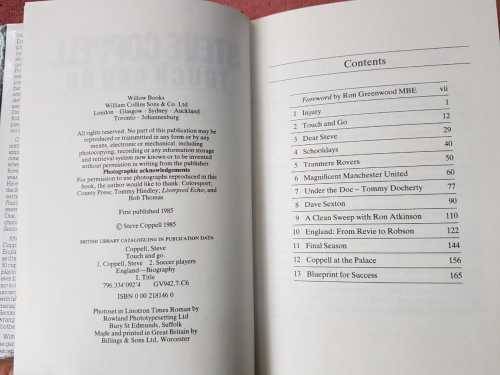 Willow Books
William Collins Sons & Co. Ltd
London · Glasgow · Sydney · Auckland
Toronto · Johannesburg
All rights reserved. No part of this publication may be
reproduced or transmitted in any form or by any
means, electronic or mechanical, including
photocopying, recording or any information storage
and retrieval system now known or to be invented
without permission in writing from the publisher
Photographic acknowledgements
For permission to use photographs reproduced in this
book, the author would like to thank: Colorsport;
County Press; Tommy Hindley; Liverpool Echo, and
Bob Thomas
First published 1985
© Steve Coppell 1985
BRITISH LIBRARY CATALOGUING IN PUBLICATION DATA
Coppell, Steve
Touch and go.
1. Coppell, Steve 2. Soccer players
England—Biography
1. Title
796.334'092'4 GV942.7-C6
ISBN 0 00 218146 0
Photoset in Linotron Times Roman by
Rowland Phototypesetting Ltd
Bury St Edmunds, Suffolk
Made and printed in Great Britain by
Billings & Sons Ltd, Worcester
Contents
Foreword by Ron Greenwood MBE vii
1 Injury 1
2 Touch and Go 12
3 Dear Steve 29
4 Schooldays 40
5 Tranmere Rovers 50
6 Magnificent Manchester United 60
7 Under the Doc – Tommy Docherty 77
8 Dave Sexton 90
9 A Clean Sweep with Ron Atkinson 110
10 England: From Revie to Robson 122
11 Final Season 144
12 Coppell at the Palace 156
13 Blueprint for Success 165